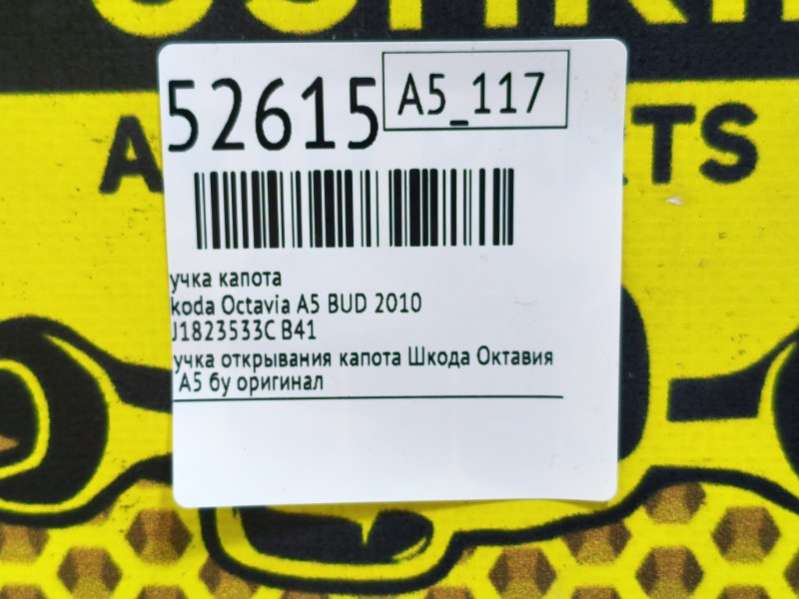 52615
A5_117
учка капота
koda Octavia A5 BUD 2010
J1823533C B41
учка открывания капота Шкода Октавия
A5 бу оригинал